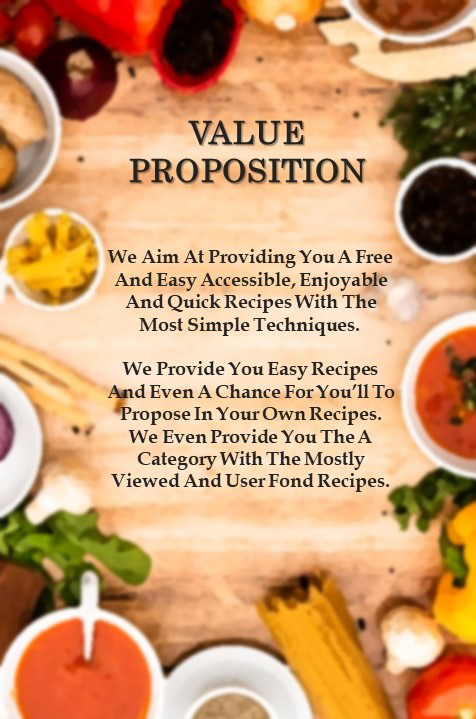 VALUE
PROPOSITION
We Aim At Providing You A Free
And Easy Accessible, Enjoyable
And Quick Recipes With The
Most Simple Techniques.
We Provide You Easy Recipes
And Even A Chance For You'll To
Propose In Your Own Recipes.
We Even Provide You The A
Category With The Mostly
Viewed And User Fond Recipes.